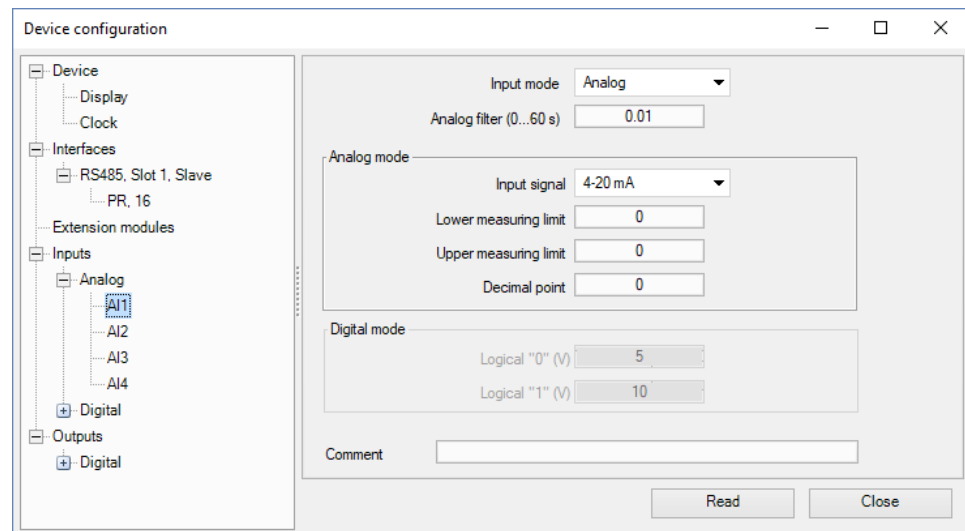 Device configuration
Device
Display
Clock
Interfaces
RS485, Slot 1, Slave
PR, 16
Extension modules
Inputs
Analog
AI1
AI2
AI3
AI4
Digital
Outputs
Digital
Input mode Analog
Analog filter (0...60 s) 0.01
Analog mode
Input signal 4-20 mA
Lower measuring limit 0
Upper measuring limit 0
Decimal point 0
Digital mode
Logical "0" (V) 5
Logical "1" (V) 10
Comment
Read Close